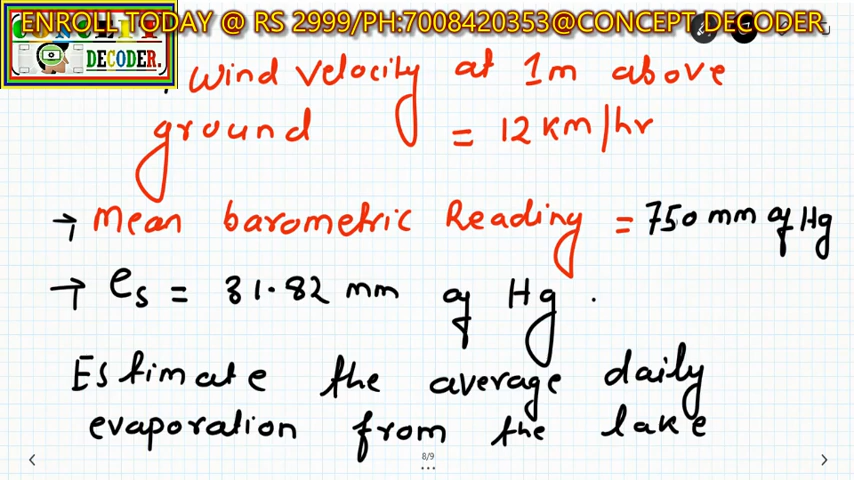 ENROLL TODAY @ RS 2999/PH:7008420353@CONCEPT DECODER
DECODER.
wind velocity at 1m above
ground = 12 km/hr
→ Mean barometric Reading = 750 mm of Hg
→ es = 31.82 mm of Hg .
Estimate the average daily
evaporation from the lake
8/9